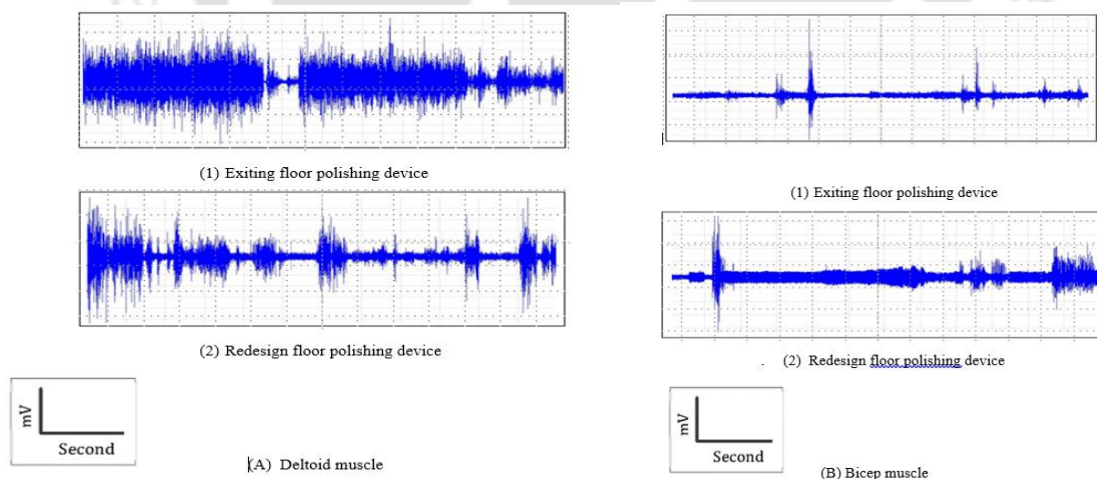 (1) Exiting floor polishing device
(2) Redesign floor polishing device
mV
Second
(A) Deltoid muscle
(1) Exiting floor polishing device
. (2) Redesign floor polishing device
mV
Second
(B) Bicep muscle